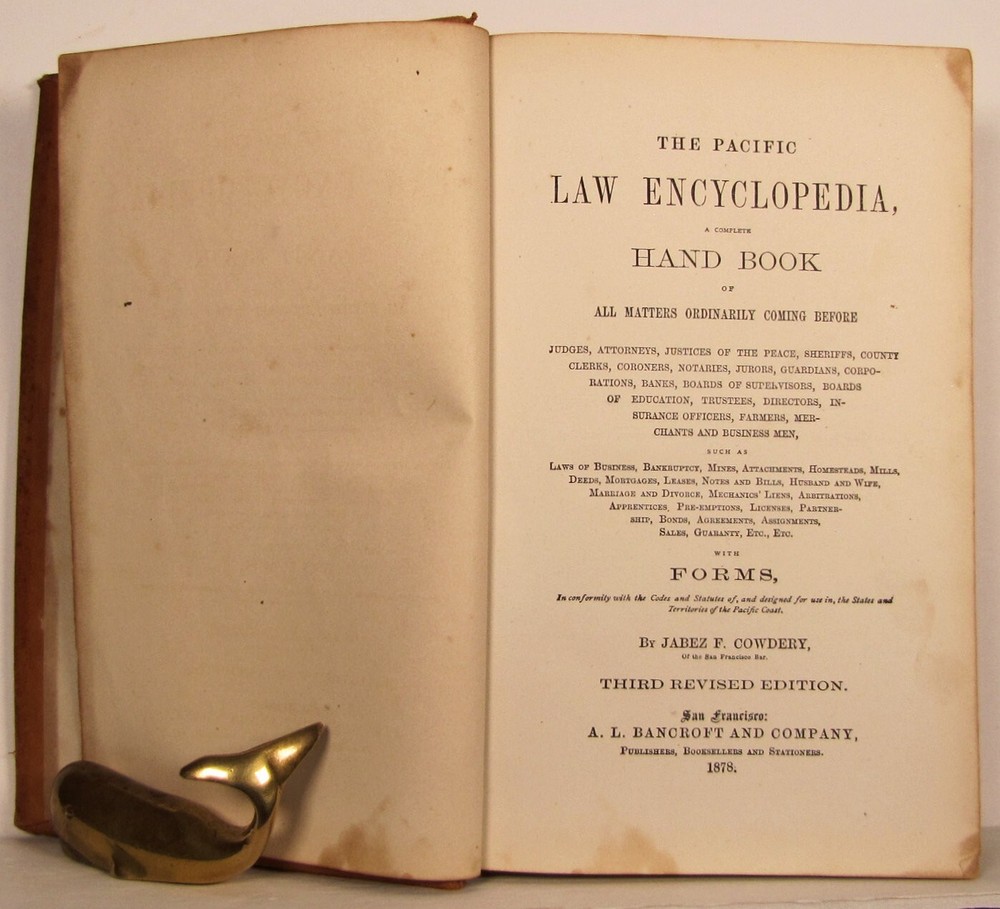 THE PACIFIC
LAW ENCYCLOPEDIA,
A COMPLETE
HAND BOOK
OF
ALL MATTERS ORDINARILY COMING BEFORE
JUDGES, ATTORNEYS, JUSTICES OF THE PEACE, SHERIFFS, COUNTY
CLERKS, CORONERS, NOTARIES, JURORS, GUARDIANS, CORPO-
RATIONS, BANKS, BOARDS OF SUPERVISORS, BOARDS
OF EDUCATION, TRUSTEES, DIRECTORS, IN-
SURANCE OFFICERS, FARMERS, MER-
CHANTS AND BUSINESS MEN,
SUCH AS
LAWS OF BUSINESS, BANKRUPTCY, MINES, ATTACHMENTS, HOMESTEADS, MILLS,
DEEDS, MORTGAGES, LEASES, NOTES AND BILLS, HUSBAND AND WIFE,
MARRIAGE AND DIVORCE, MECHANICS' LIENS, ARBITRATIONS,
APPRENTICES, PRE-EMPTIONS, LICENSES, PARTNER-
SHIP, BONDS, AGREEMENTS, ASSIGNMENTS,
SALES, GUARANTY, ETC., ETC.
WITH
FORMS,
In conformity with the Codes and Statutes of, and designed for use in, the States and
Territories of the Pacific Coast.
BY JABEZ F. COWDERY,
Of the San Francisco Bar.
THIRD REVISED EDITION.
San Francisco:
A. L. BANCROFT AND COMPANY,
PUBLISHERS, BOOKSELLERS AND STATIONERS.
1878.